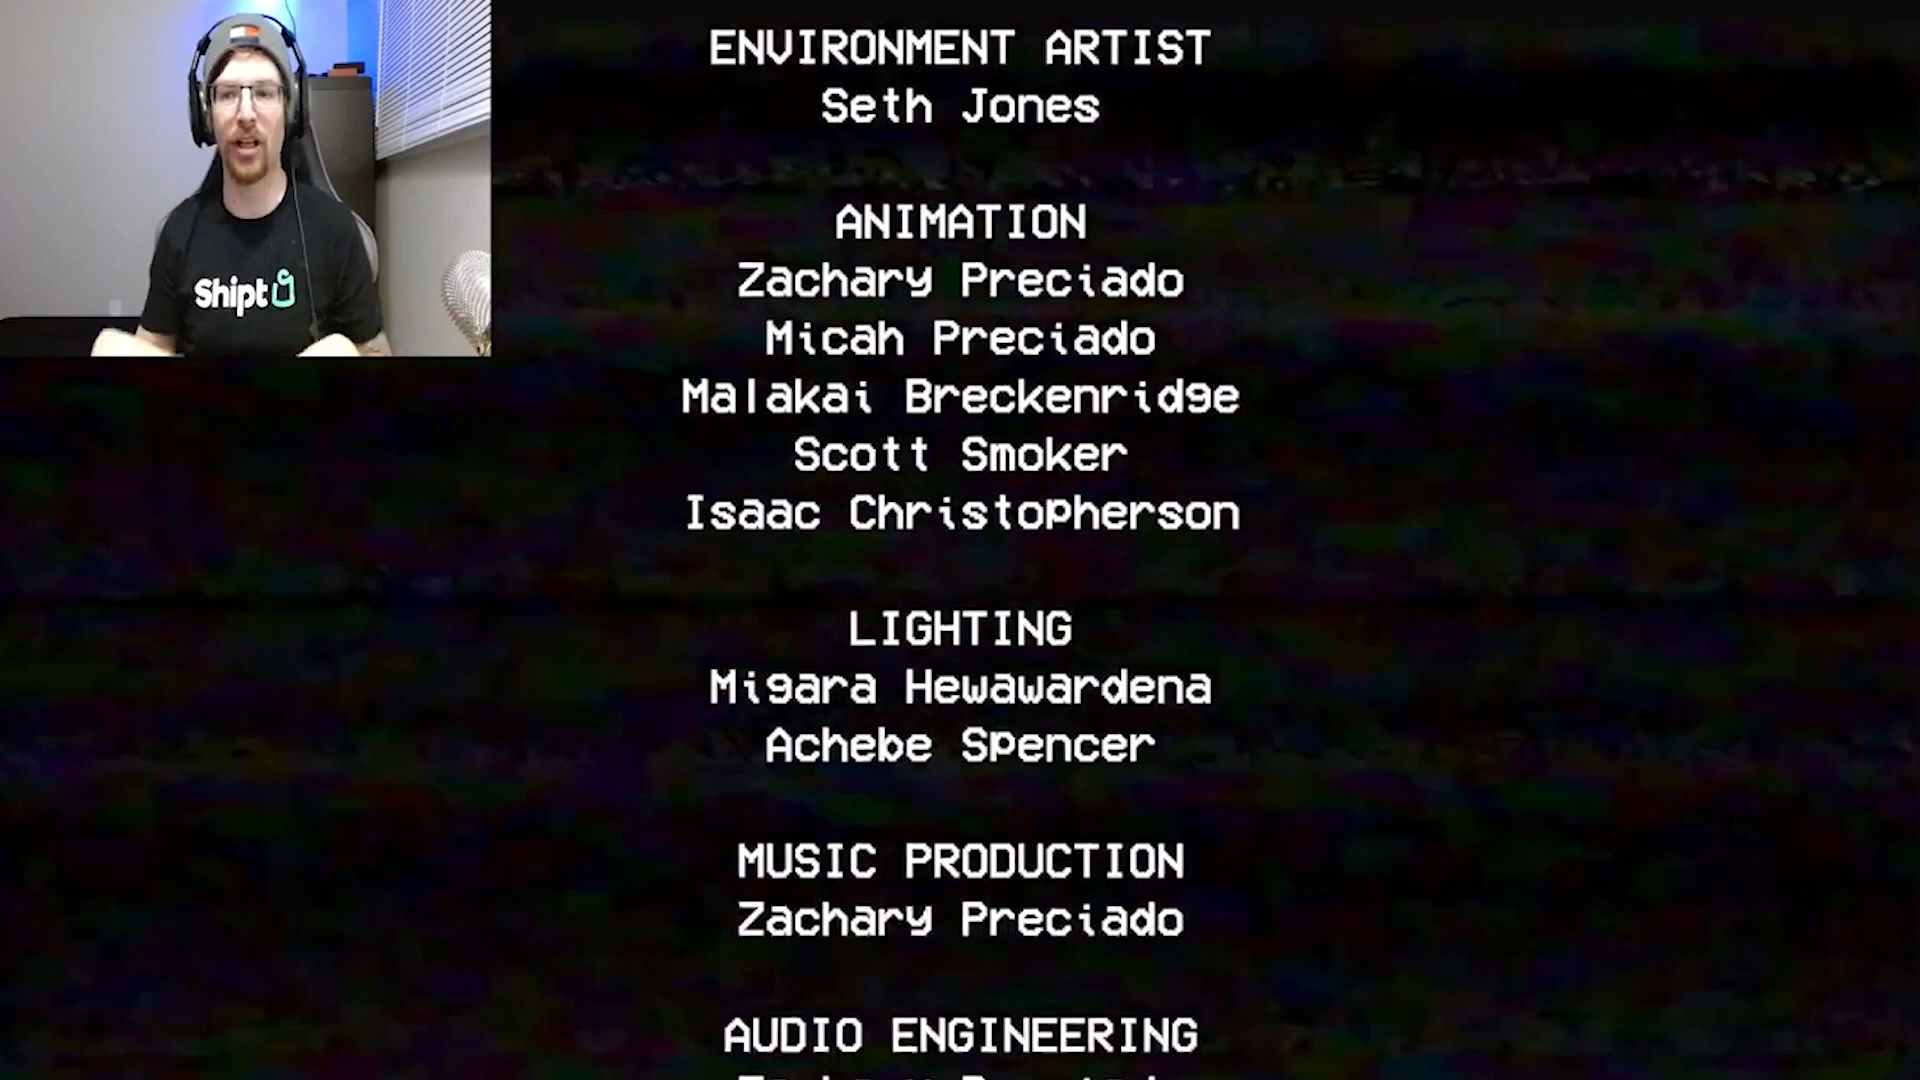 ENVIRONMENT ARTIST
Seth Jones
Shipt
ANIMATION
Zachary Preciado
Micah Preciado
Malakai Breckenridge
Scott Smoker
Isaac Christopherson
LIGHTING
Migara Hewawardena
Achebe Spencer
MUSIC PRODUCTION
Zachary Preciado
AUDIO ENGINEERING